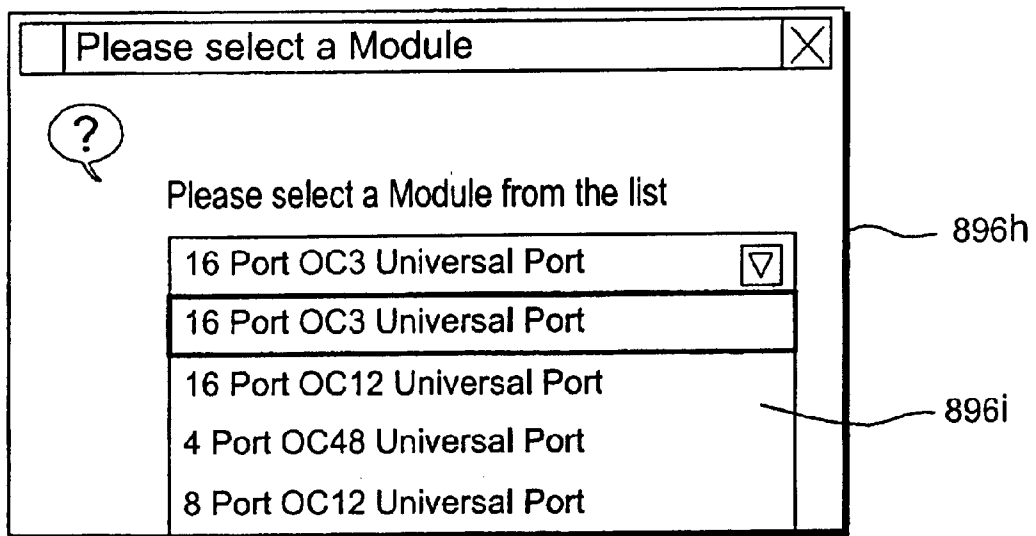 Please select a Module
?
Please select a Module from the list
896h
16 Port OC3 Universal Port
16 Port OC3 Universal Port
16 Port OC12 Universal Port
896i
4 Port OC48 Universal Port
8 Port OC12 Universal Port